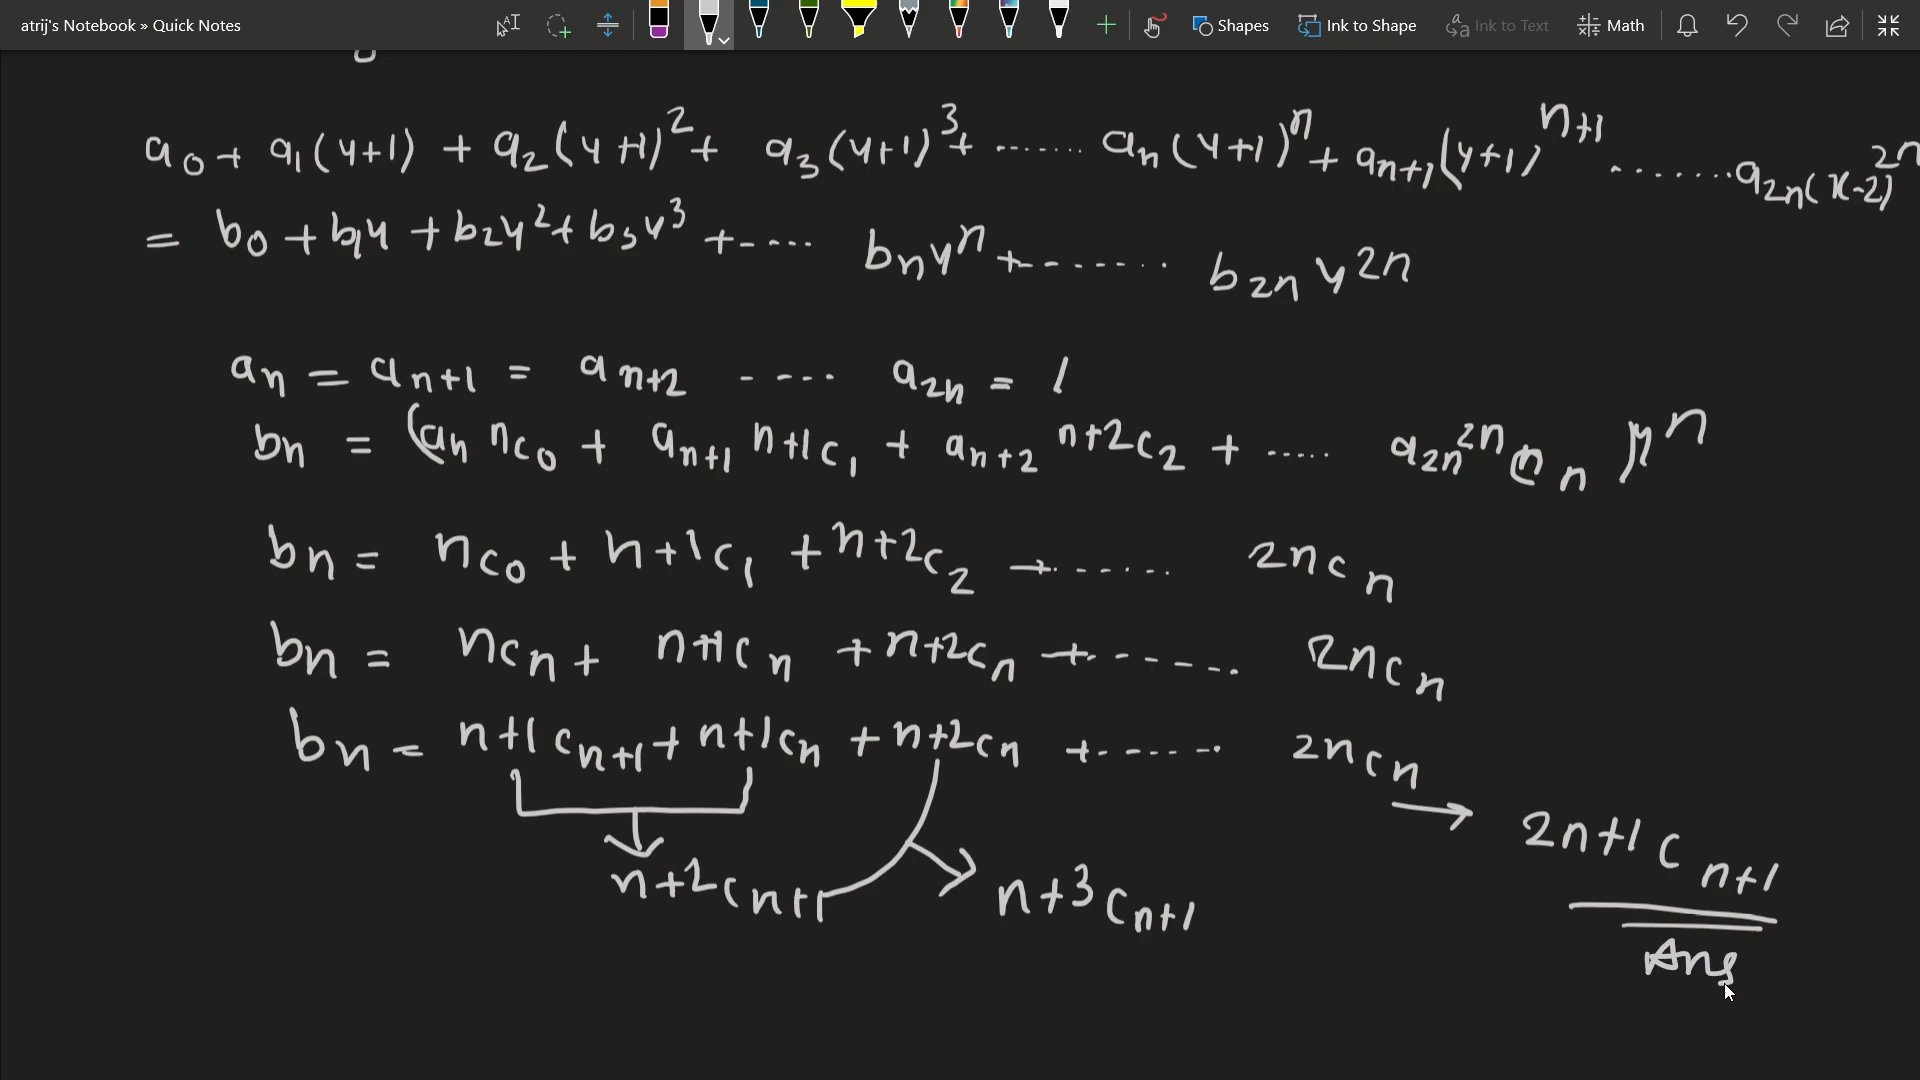 atrij's Notebook » Quick Notes Shapes Ink to Shape Ink to Text Math
a0 + a1(y+1) + a2(y+1)^2 + a3(y+1)^3 + ...... an(y+1)^n + an+1(y+1)^n+1 ....... a2n(x-2)^2n
= b0 + b1y + b2y^2 + b3y^3 + .... bny^n + ....... b2n y^2n
an = an+1 = an+2 ..... a2n = 1
bn = (an nc0 + an+1 n+1c1 + an+2 n+2c2 + ..... a2n 2ncn) y^n
bn = nc0 + n+1c1 + n+2c2 + ...... 2ncn
bn = ncn + n+1cn + n+2cn + ...... 2ncn
bn = n+1cn+1 + n+1cn + n+2cn + ...... 2ncn
→ 2n+1cn+1
n+2cn+1 n+3cn+1
Ans